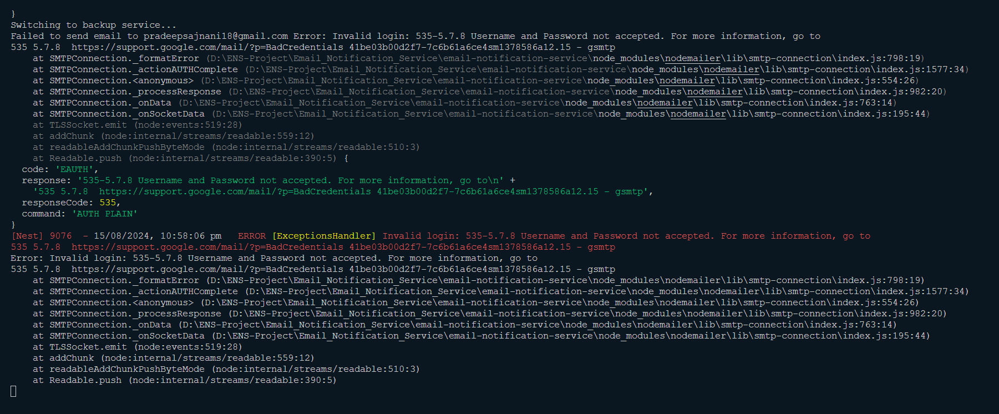 }
Switching to backup service...
Failed to send email to pradeepsajnani18@gmail.com Error: Invalid login: 535-5.7.8 Username and Password not accepted. For more information, go to
535 5.7.8  https://support.google.com/mail/?p=BadCredentials 41be03b00d2f7-7c6b61a6ce4sm1378586a12.15 - gsmtp
    at SMTPConnection._formatError (D:\ENS-Project\Email_Notification_Service\email-notification-service\node_modules\nodemailer\lib\smtp-connection\index.js:798:19)
    at SMTPConnection._actionAUTHComplete (D:\ENS-Project\Email_Notification_Service\email-notification-service\node_modules\nodemailer\lib\smtp-connection\index.js:1577:34)
    at SMTPConnection.<anonymous> (D:\ENS-Project\Email_Notification_Service\email-notification-service\node_modules\nodemailer\lib\smtp-connection\index.js:554:26)
    at SMTPConnection._processResponse (D:\ENS-Project\Email_Notification_Service\email-notification-service\node_modules\nodemailer\lib\smtp-connection\index.js:982:20)
    at SMTPConnection._onData (D:\ENS-Project\Email_Notification_Service\email-notification-service\node_modules\nodemailer\lib\smtp-connection\index.js:763:14)
    at SMTPConnection._onSocketData (D:\ENS-Project\Email_Notification_Service\email-notification-service\node_modules\nodemailer\lib\smtp-connection\index.js:195:44)
    at TLSSocket.emit (node:events:519:28)
    at addChunk (node:internal/streams/readable:559:12)
    at readableAddChunkPushByteMode (node:internal/streams/readable:510:3)
    at Readable.push (node:internal/streams/readable:390:5) {
  code: 'EAUTH',
  response: '535-5.7.8 Username and Password not accepted. For more information, go to\n' +
    '535 5.7.8  https://support.google.com/mail/?p=BadCredentials 41be03b00d2f7-7c6b61a6ce4sm1378586a12.15 - gsmtp',
  responseCode: 535,
  command: 'AUTH PLAIN'
}
[Nest] 9076  - 15/08/2024, 10:58:06 pm   ERROR [ExceptionsHandler] Invalid login: 535-5.7.8 Username and Password not accepted. For more information, go to
535 5.7.8  https://support.google.com/mail/?p=BadCredentials 41be03b00d2f7-7c6b61a6ce4sm1378586a12.15 - gsmtp
Error: Invalid login: 535-5.7.8 Username and Password not accepted. For more information, go to
535 5.7.8  https://support.google.com/mail/?p=BadCredentials 41be03b00d2f7-7c6b61a6ce4sm1378586a12.15 - gsmtp
    at SMTPConnection._formatError (D:\ENS-Project\Email_Notification_Service\email-notification-service\node_modules\nodemailer\lib\smtp-connection\index.js:798:19)
    at SMTPConnection._actionAUTHComplete (D:\ENS-Project\Email_Notification_Service\email-notification-service\node_modules\nodemailer\lib\smtp-connection\index.js:1577:34)
    at SMTPConnection.<anonymous> (D:\ENS-Project\Email_Notification_Service\email-notification-service\node_modules\nodemailer\lib\smtp-connection\index.js:554:26)
    at SMTPConnection._processResponse (D:\ENS-Project\Email_Notification_Service\email-notification-service\node_modules\nodemailer\lib\smtp-connection\index.js:982:20)
    at SMTPConnection._onData (D:\ENS-Project\Email_Notification_Service\email-notification-service\node_modules\nodemailer\lib\smtp-connection\index.js:763:14)
    at SMTPConnection._onSocketData (D:\ENS-Project\Email_Notification_Service\email-notification-service\node_modules\nodemailer\lib\smtp-connection\index.js:195:44)
    at TLSSocket.emit (node:events:519:28)
    at addChunk (node:internal/streams/readable:559:12)
    at readableAddChunkPushByteMode (node:internal/streams/readable:510:3)
    at Readable.push (node:internal/streams/readable:390:5)